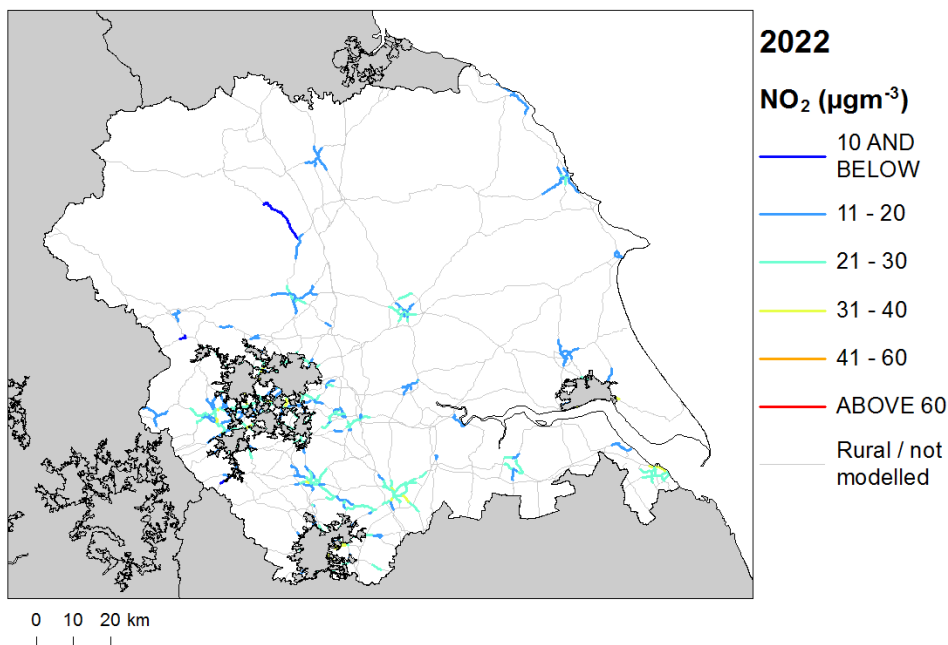 2022
NO₂ (µgm⁻³)
10 AND
BELOW
11 - 20
21 - 30
31 - 40
41 - 60
ABOVE 60
Rural / not
modelled
0 10 20 km